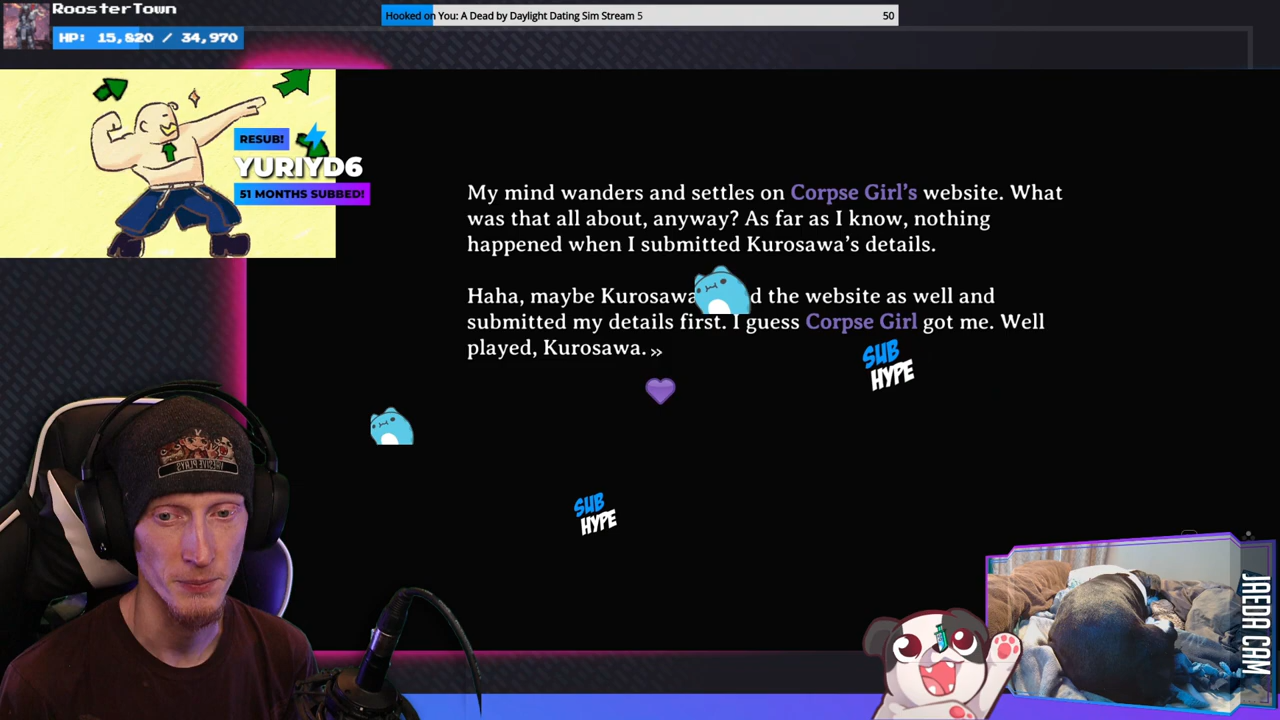 RoosterTown
HP: 15,820 / 34,970
Hooked on You: A Dead by Daylight Dating Sim Stream 5 50
RESUB!
YURIYD6
51 MONTHS SUBBED!
My mind wanders and settles on Corpse Girl’s website. What
was that all about, anyway? As far as I know, nothing
happened when I submitted Kurosawa’s details.
Haha, maybe Kurosawa the website as well and
submitted my details first. I guess Corpse Girl got me. Well
played, Kurosawa. »
SUB
HYPE
SUB
HYPE
JAEDA CAM